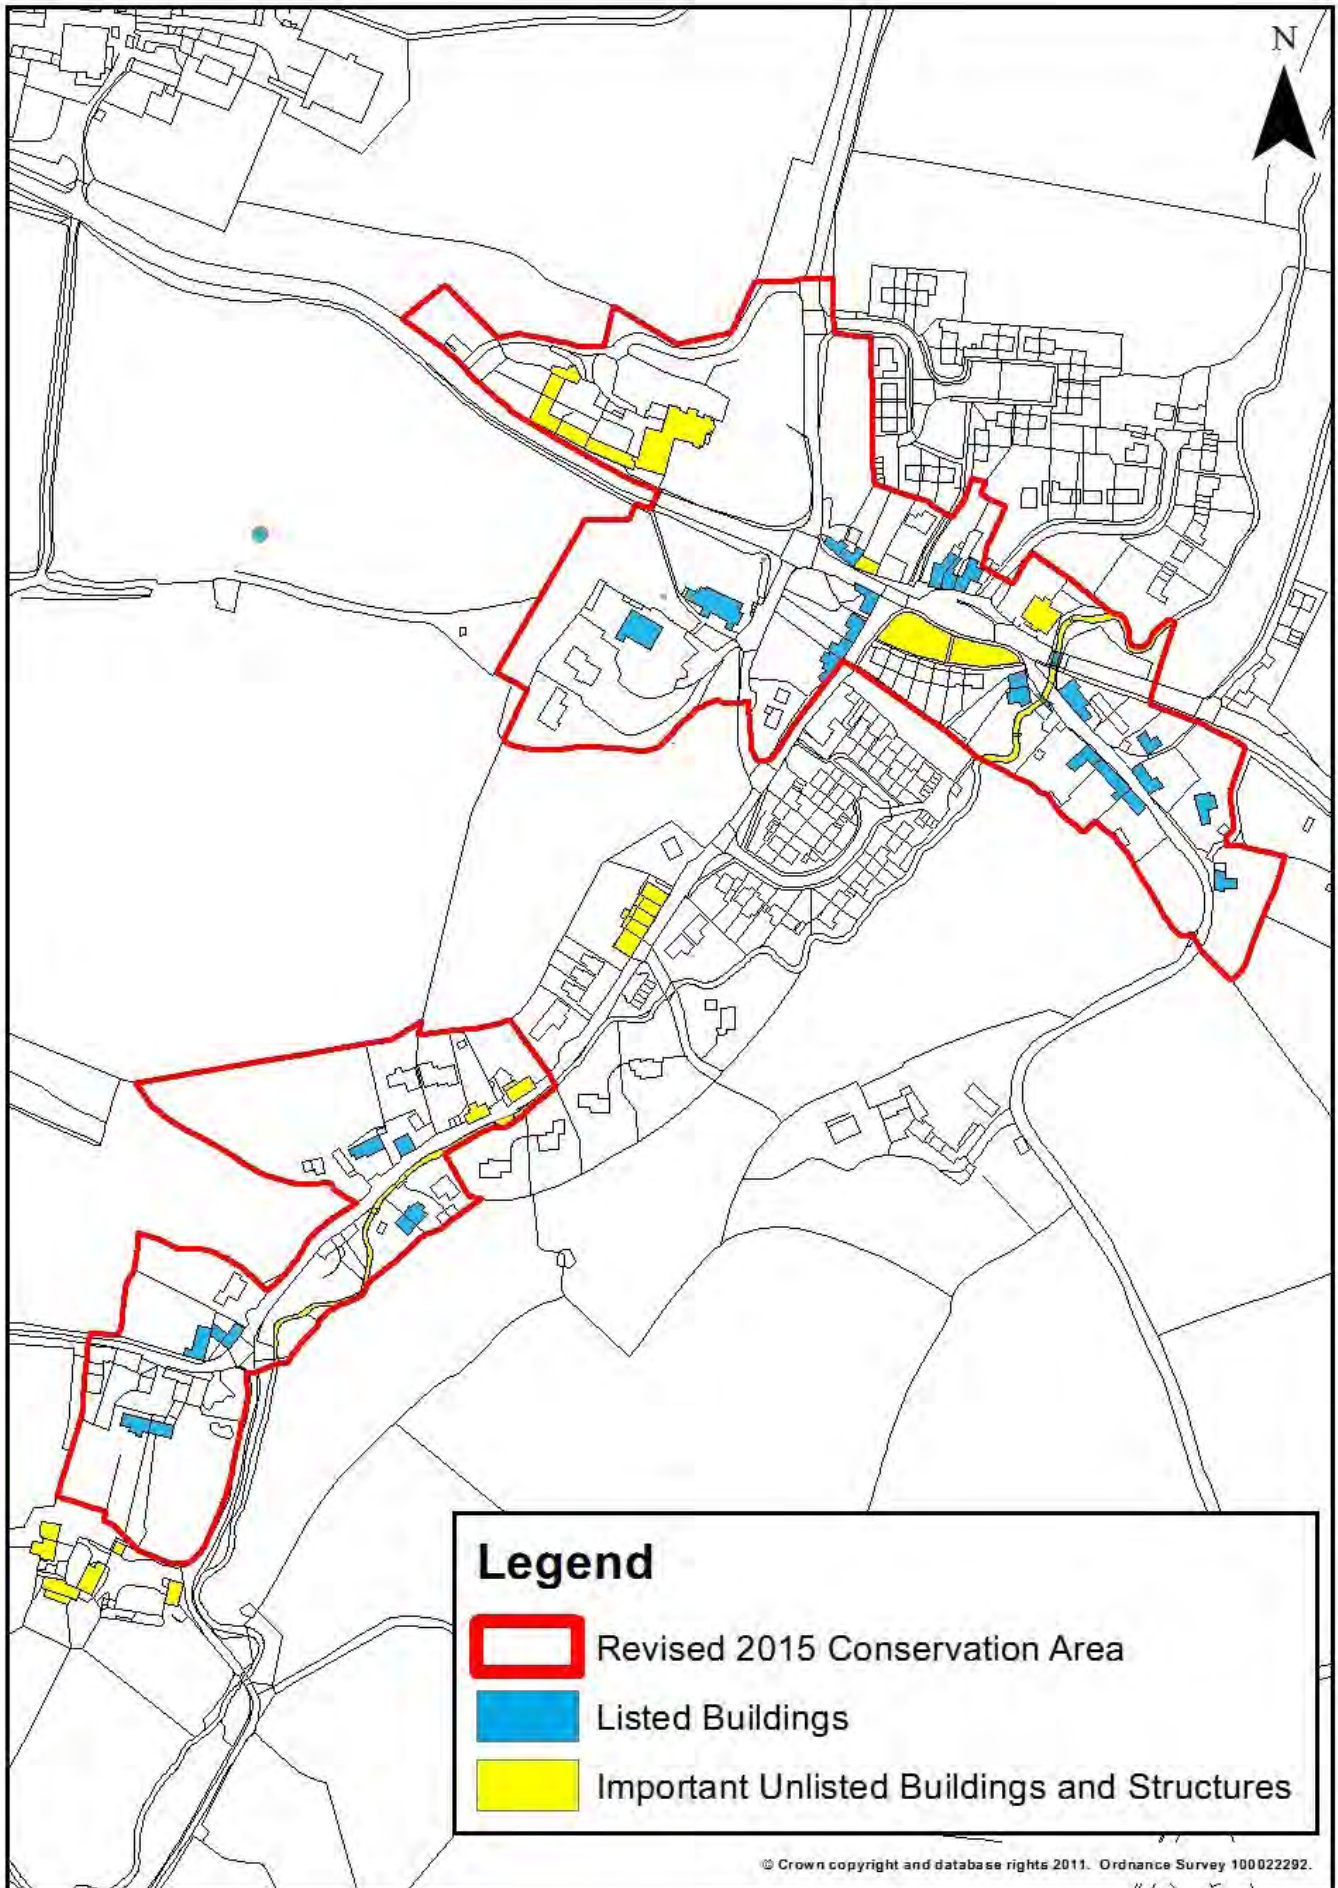 N
Legend
Revised 2015 Conservation Area
Listed Buildings
Important Unlisted Buildings and Structures
© Crown copyright and database rights 2011. Ordnance Survey 100022292.